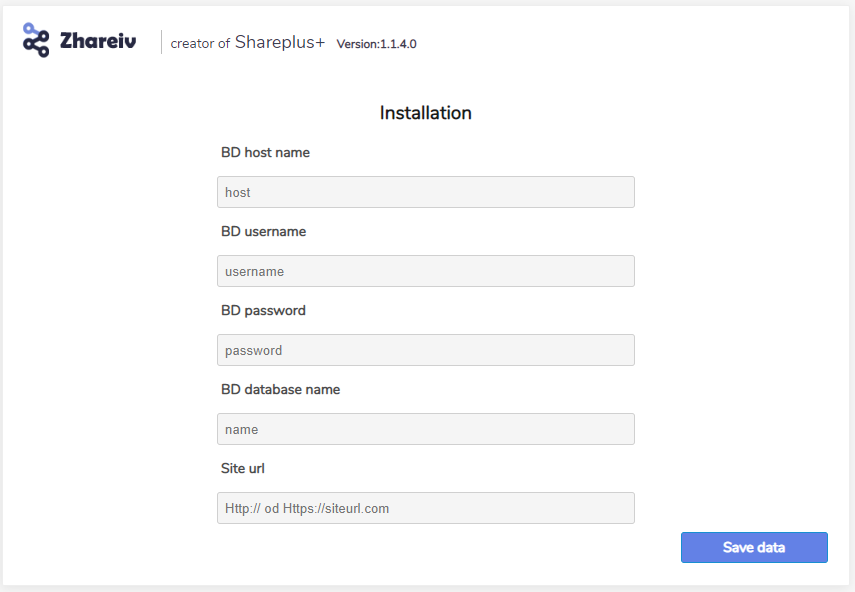 Zhareiv creator of Shareplus+ Version:1.1.4.0
Installation
BD host name
host
BD username
username
BD password
password
BD database name
name
Site url
Http:// od Https://siteurl.com
Save data